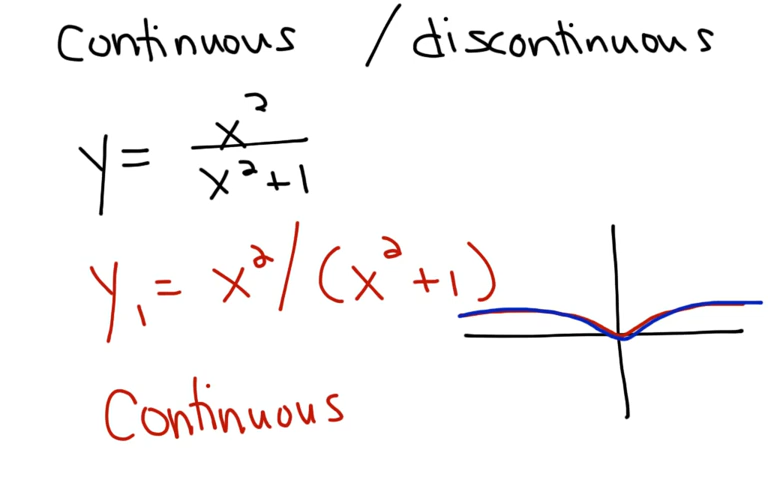 Continuous / discontinuous
y = x²/(x²+1)
y₁ = x²/(x²+1)
Continuous